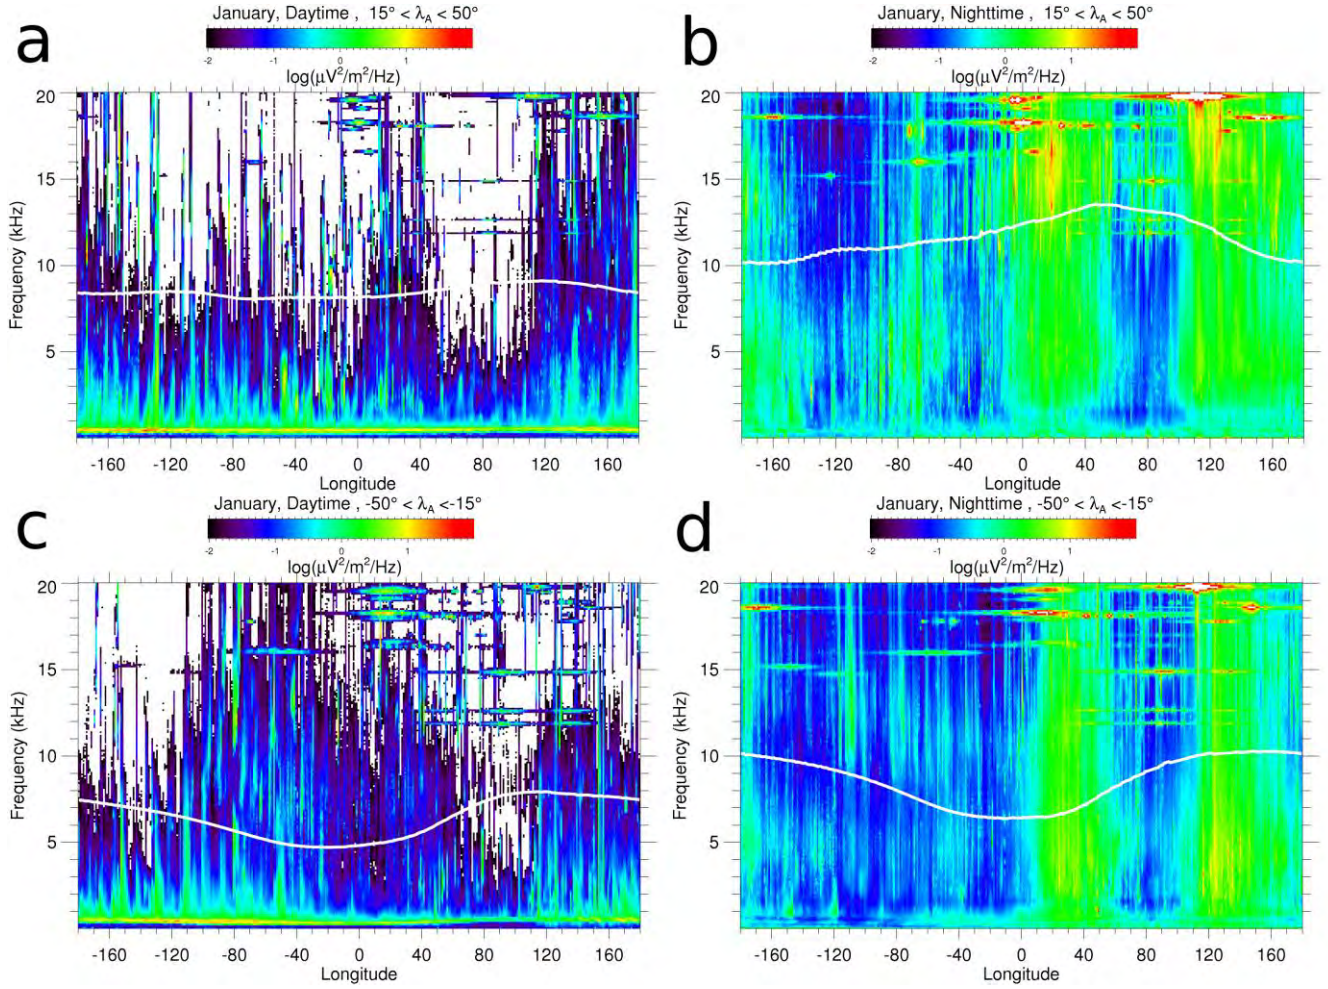 a
January, Daytime , 15° < λA < 50°
-2 -1 0 1
log(μV²/m²/Hz)
20
15
10
5
Frequency (kHz)
-160 -120 -80 -40 0 40 80 120 160
Longitude
b
January, Nighttime , 15° < λA < 50°
-2 -1 0 1
log(μV²/m²/Hz)
20
15
10
5
Frequency (kHz)
-160 -120 -80 -40 0 40 80 120 160
Longitude
c
January, Daytime , -50° < λA <-15°
-2 -1 0 1
log(μV²/m²/Hz)
20
15
10
5
Frequency (kHz)
-160 -120 -80 -40 0 40 80 120 160
Longitude
d
January, Nighttime , -50° < λA <-15°
-2 -1 0 1
log(μV²/m²/Hz)
20
15
10
5
Frequency (kHz)
-160 -120 -80 -40 0 40 80 120 160
Longitude